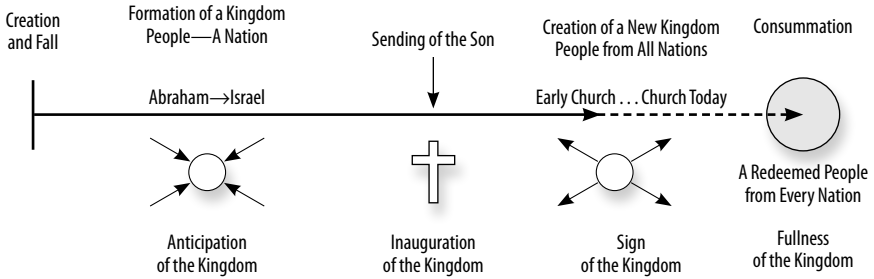 Creation
and Fall
Formation of a Kingdom
People—A Nation
Sending of the Son
Creation of a New Kingdom
People from All Nations
Consummation
Abraham→Israel
Early Church . . . Church Today
A Redeemed People
from Every Nation
Anticipation
of the Kingdom
Inauguration
of the Kingdom
Sign
of the Kingdom
Fullness
of the Kingdom